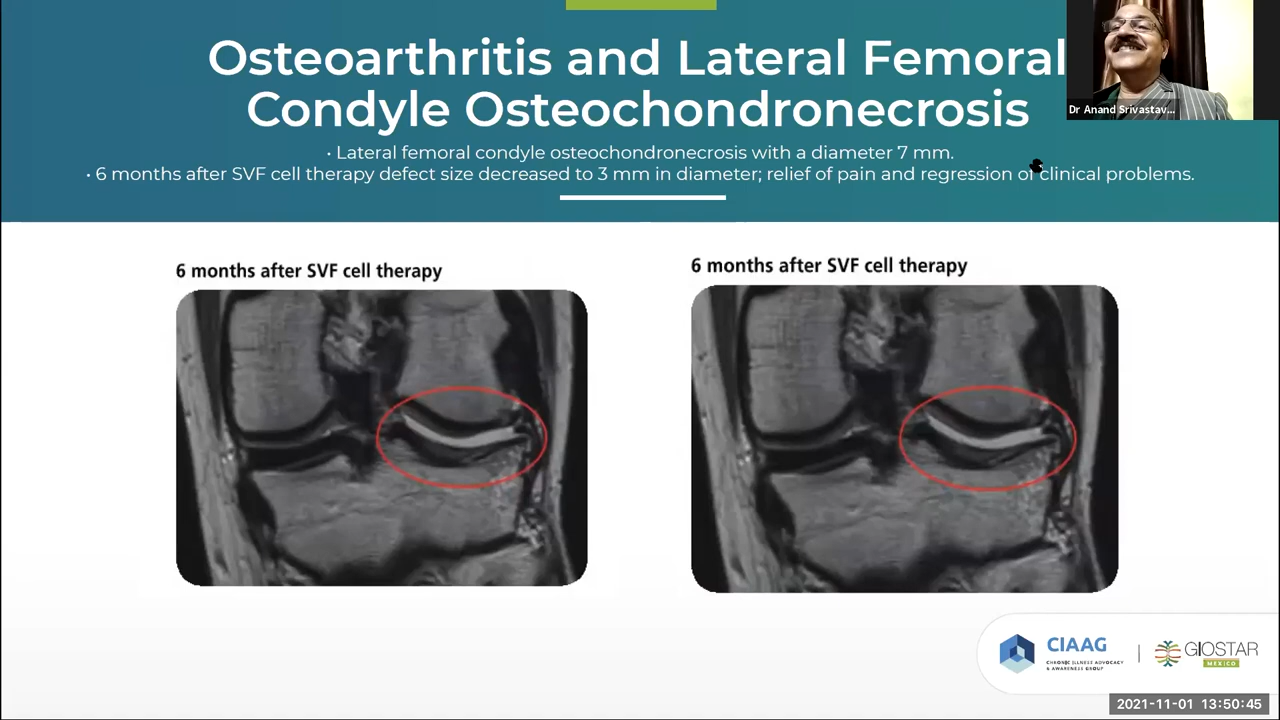 Osteoarthritis and Lateral Femoral
Condyle Osteochondronecrosis
• Lateral femoral condyle osteochondronecrosis with a diameter 7 mm.
• 6 months after SVF cell therapy defect size decreased to 3 mm in diameter; relief of pain and regression of clinical problems.
Dr Anand Srivastav...
6 months after SVF cell therapy
6 months after SVF cell therapy
CIAAG
CHRONIC ILLNESS ADVOCACY
& AWARENESS GROUP
GIOSTAR
MEXICO
2021-11-01 13:50:45